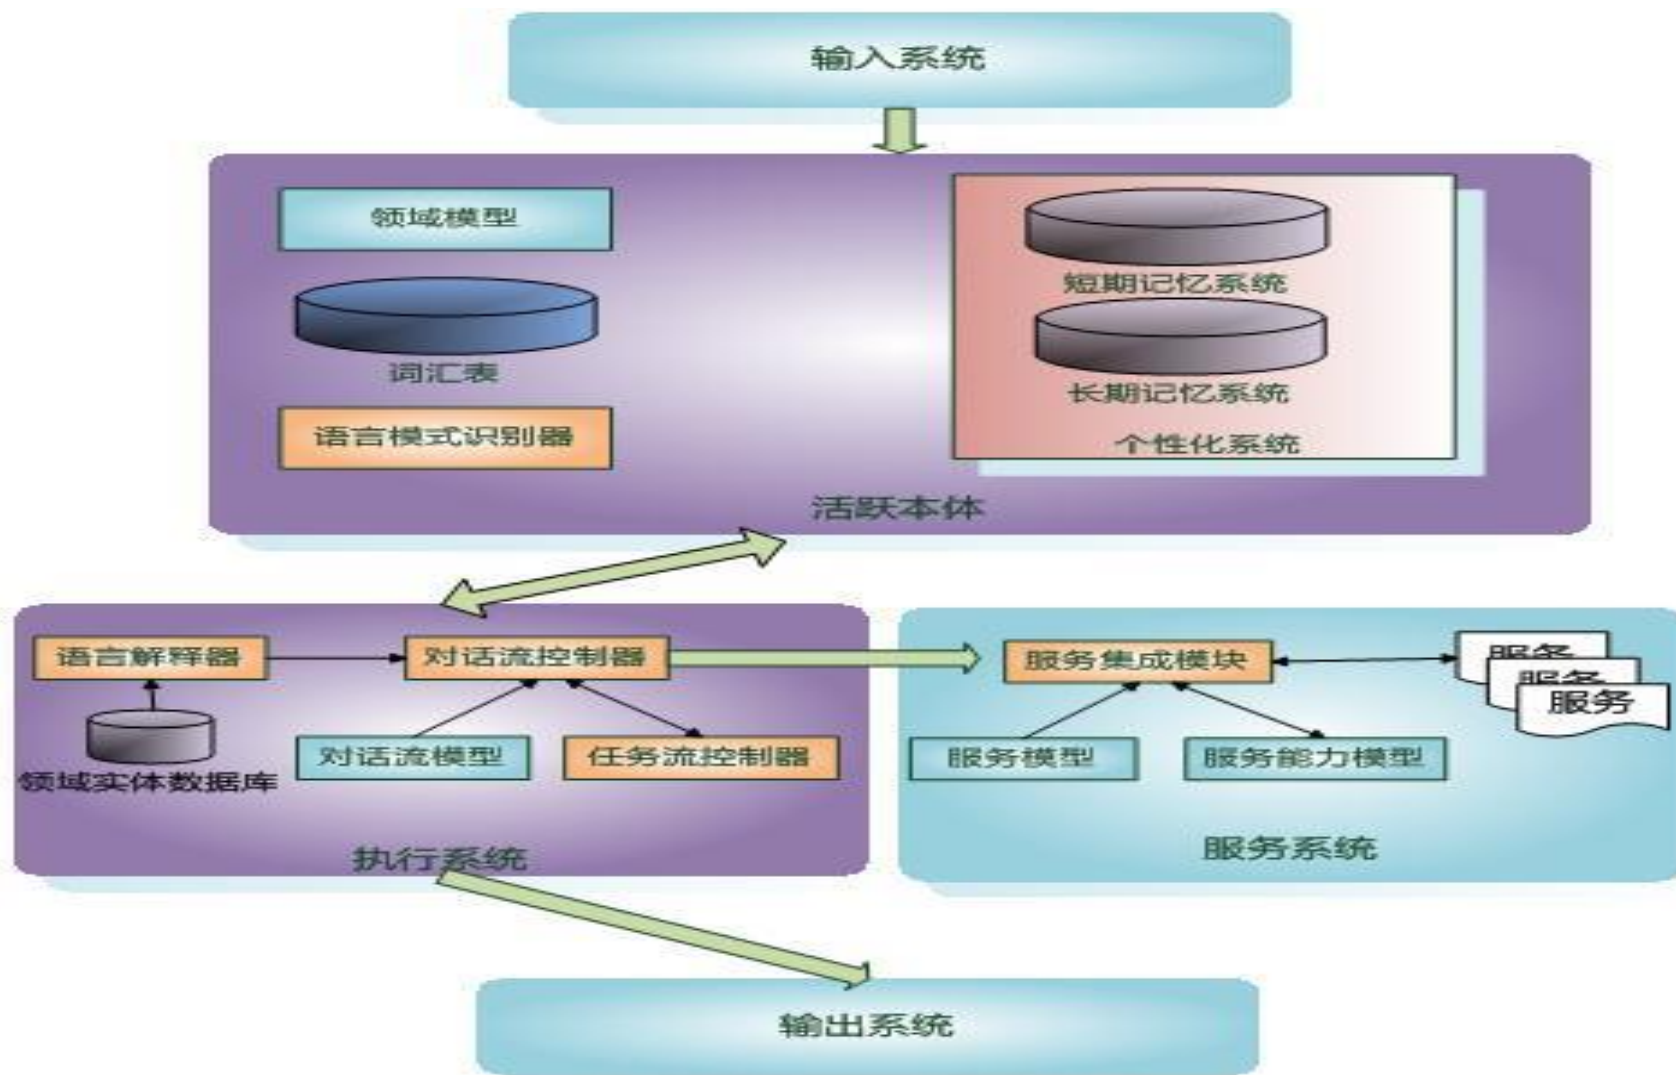 输入系统
领域模型
词汇表
语言模式识别器
短期记忆系统
长期记忆系统
个性化系统
活跃本体
语言解释器
对话流控制器
领域实体数据库
对话流模型
任务流控制器
执行系统
服务集成模块
服务
服务
服务
服务模型
服务能力模型
服务系统
输出系统